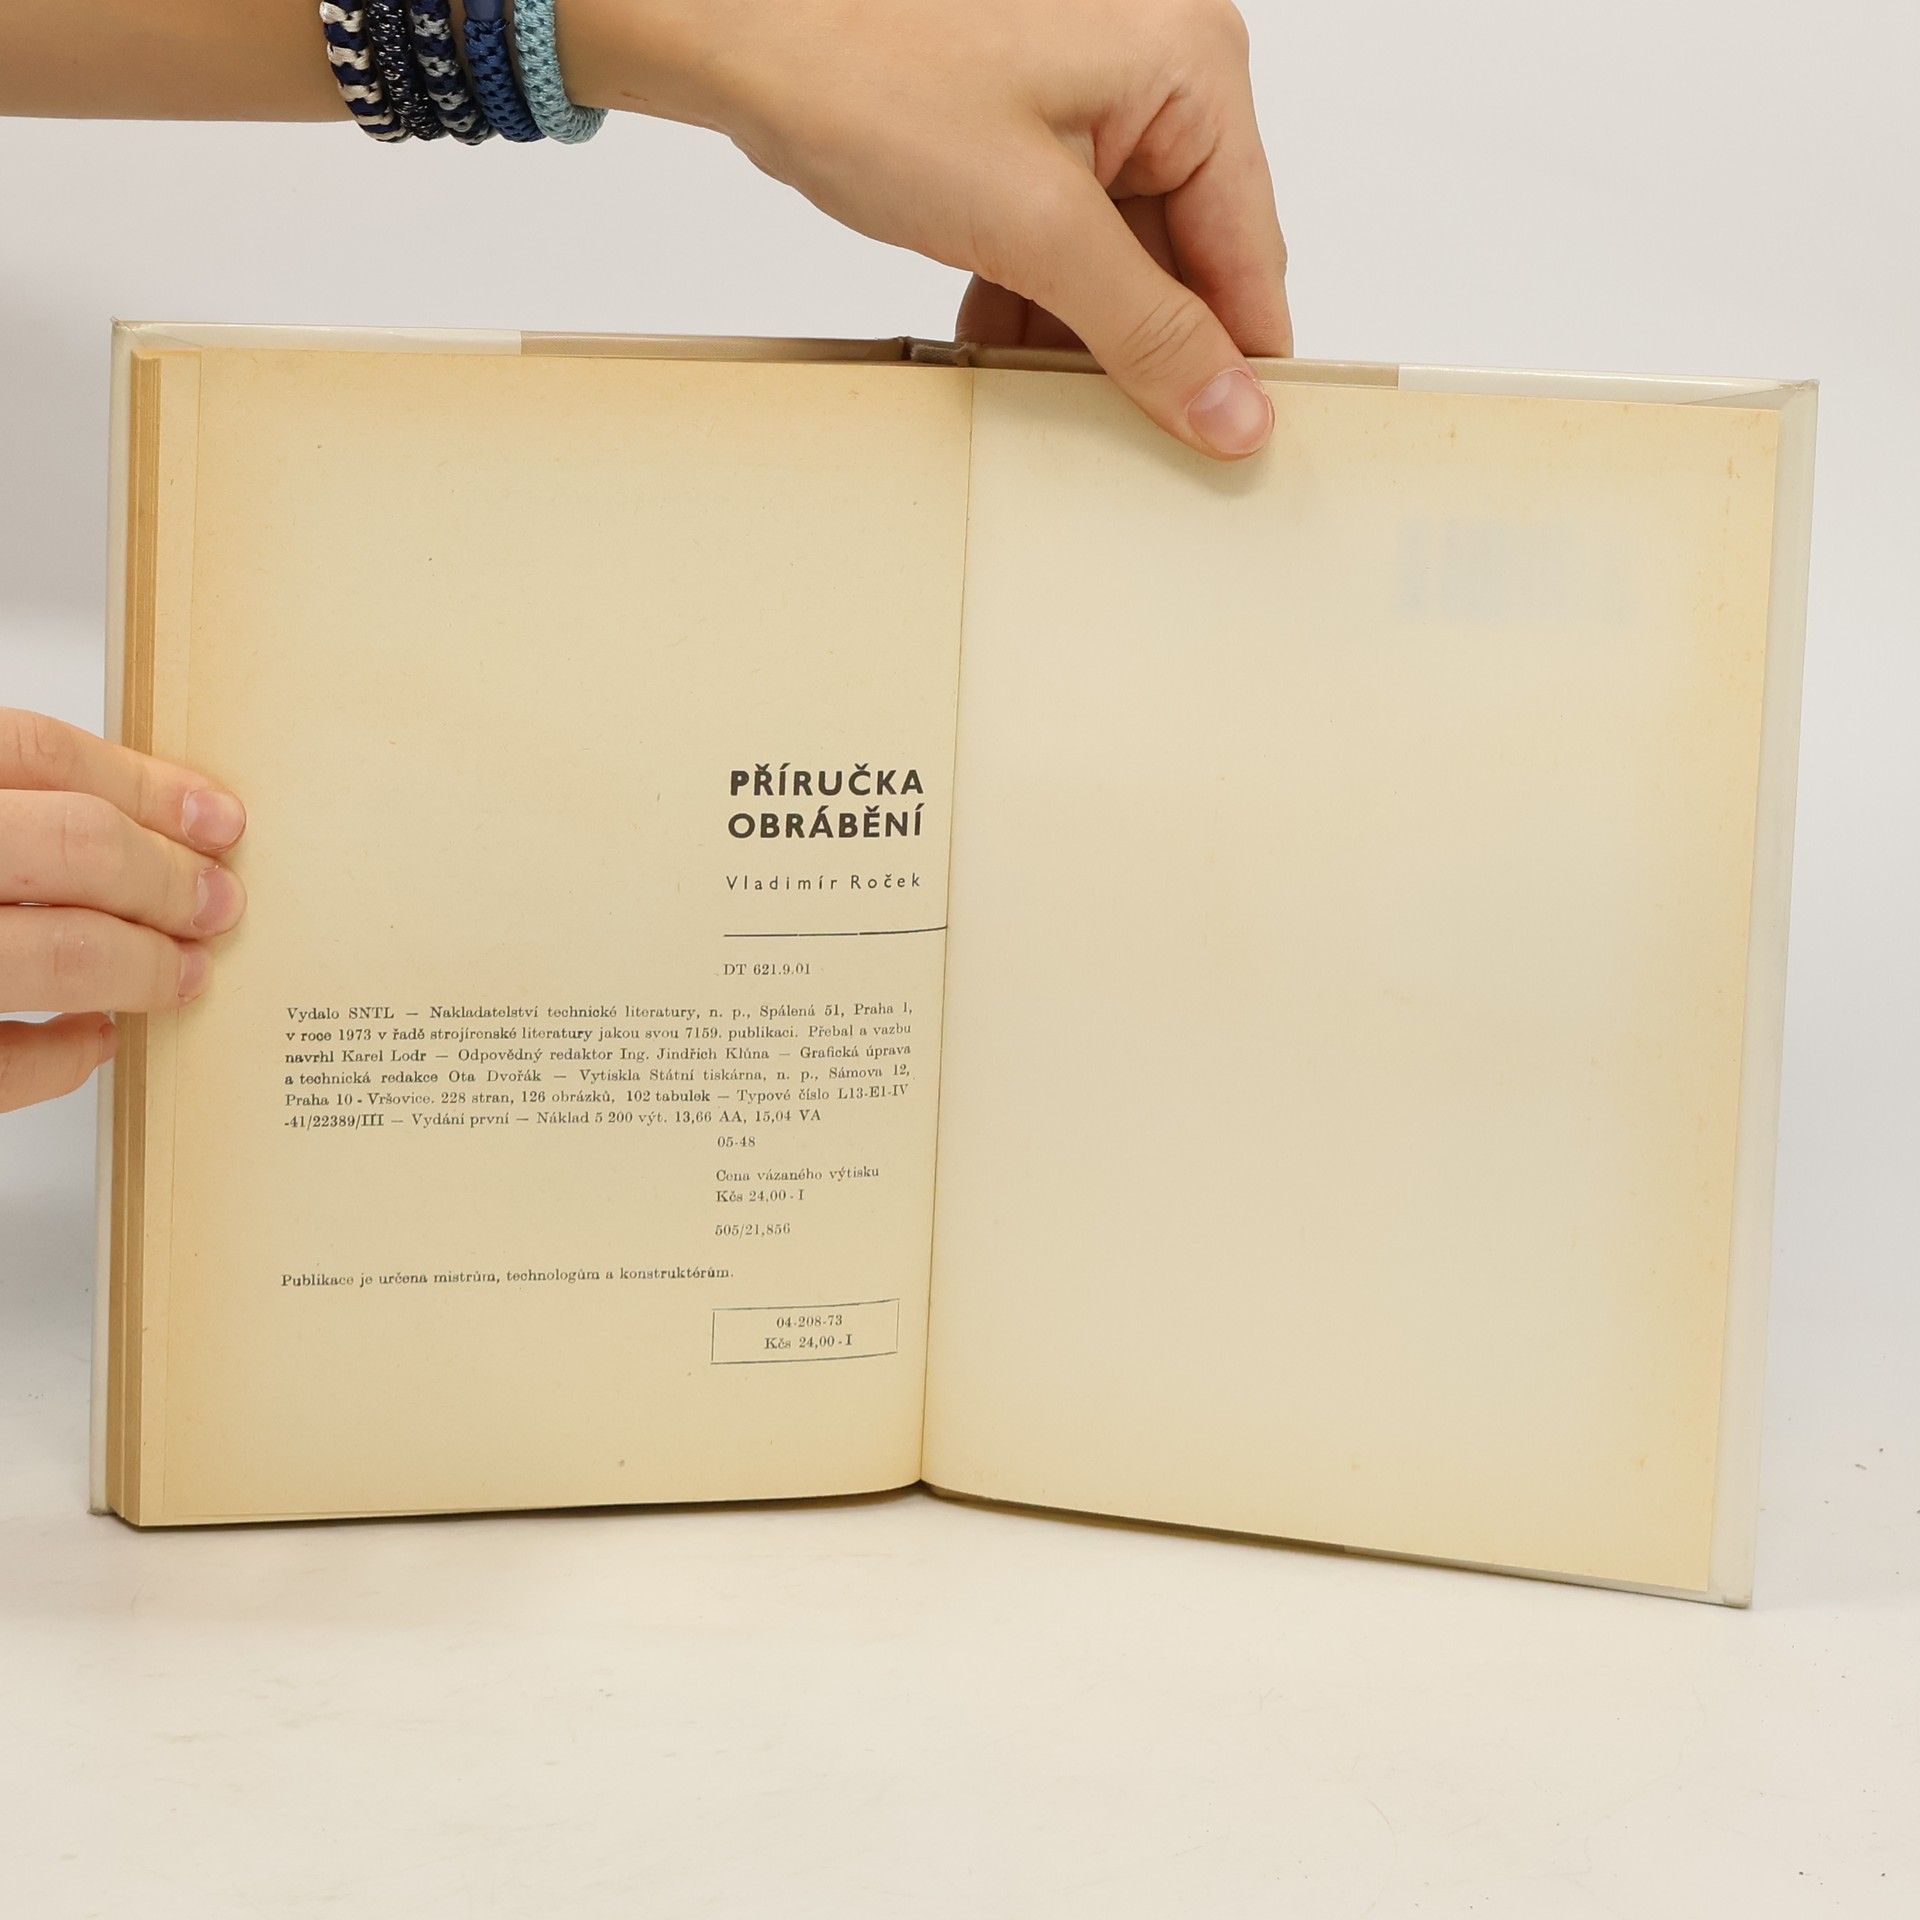 PŘÍRUČKA
OBRÁBĚNÍ
Vladimír Roček
DT 621.9.01
Vydalo SNTL — Nakladatelství technické literatury, n. p., Spálená 51, Praha 1,
v roce 1973 v řadě strojírenské literatury jakou svou 7159. publikaci. Přebal a vazbu
navrhl Karel Lodr — Odpovědný redaktor Ing. Jindřich Klůna — Grafická úprava
a technická redakce Ota Dvořák — Vytiskla Státní tiskárna, n. p., Sámova 12,
Praha 10 - Vršovice. 228 stran, 126 obrázků, 102 tabulek — Typové číslo L13-E1-IV
-41/22389/III — Vydání první — Náklad 5 200 výt. 13,66 AA, 15,04 VA
05-48
Cena vázaného výtisku
Kčs 24,00 - I
505/21,856
Publikace je určena mistrům, technologům a konstruktérům.
04-208-73
Kčs 24,00 - I